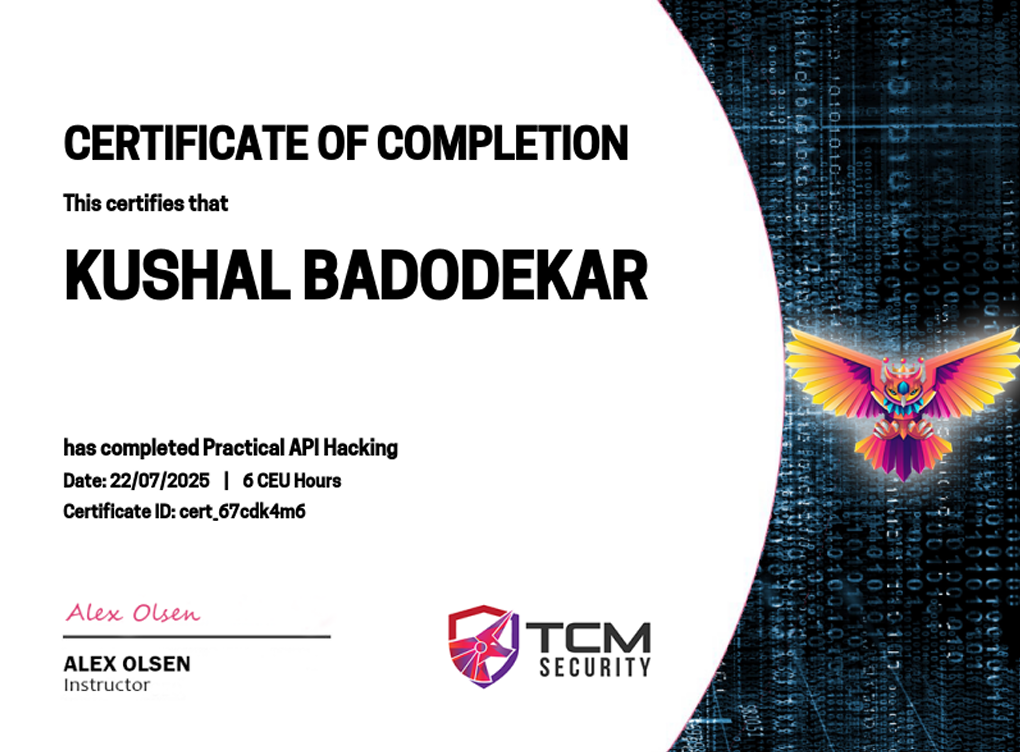 CERTIFICATE OF COMPLETION
This certifies that
KUSHAL BADODEKAR
has completed Practical API Hacking
Date: 22/07/2025 | 6 CEU Hours
Certificate ID: cert_67cdk4m6
Alex Olsen
ALEX OLSEN
Instructor
TCM
SECURITY